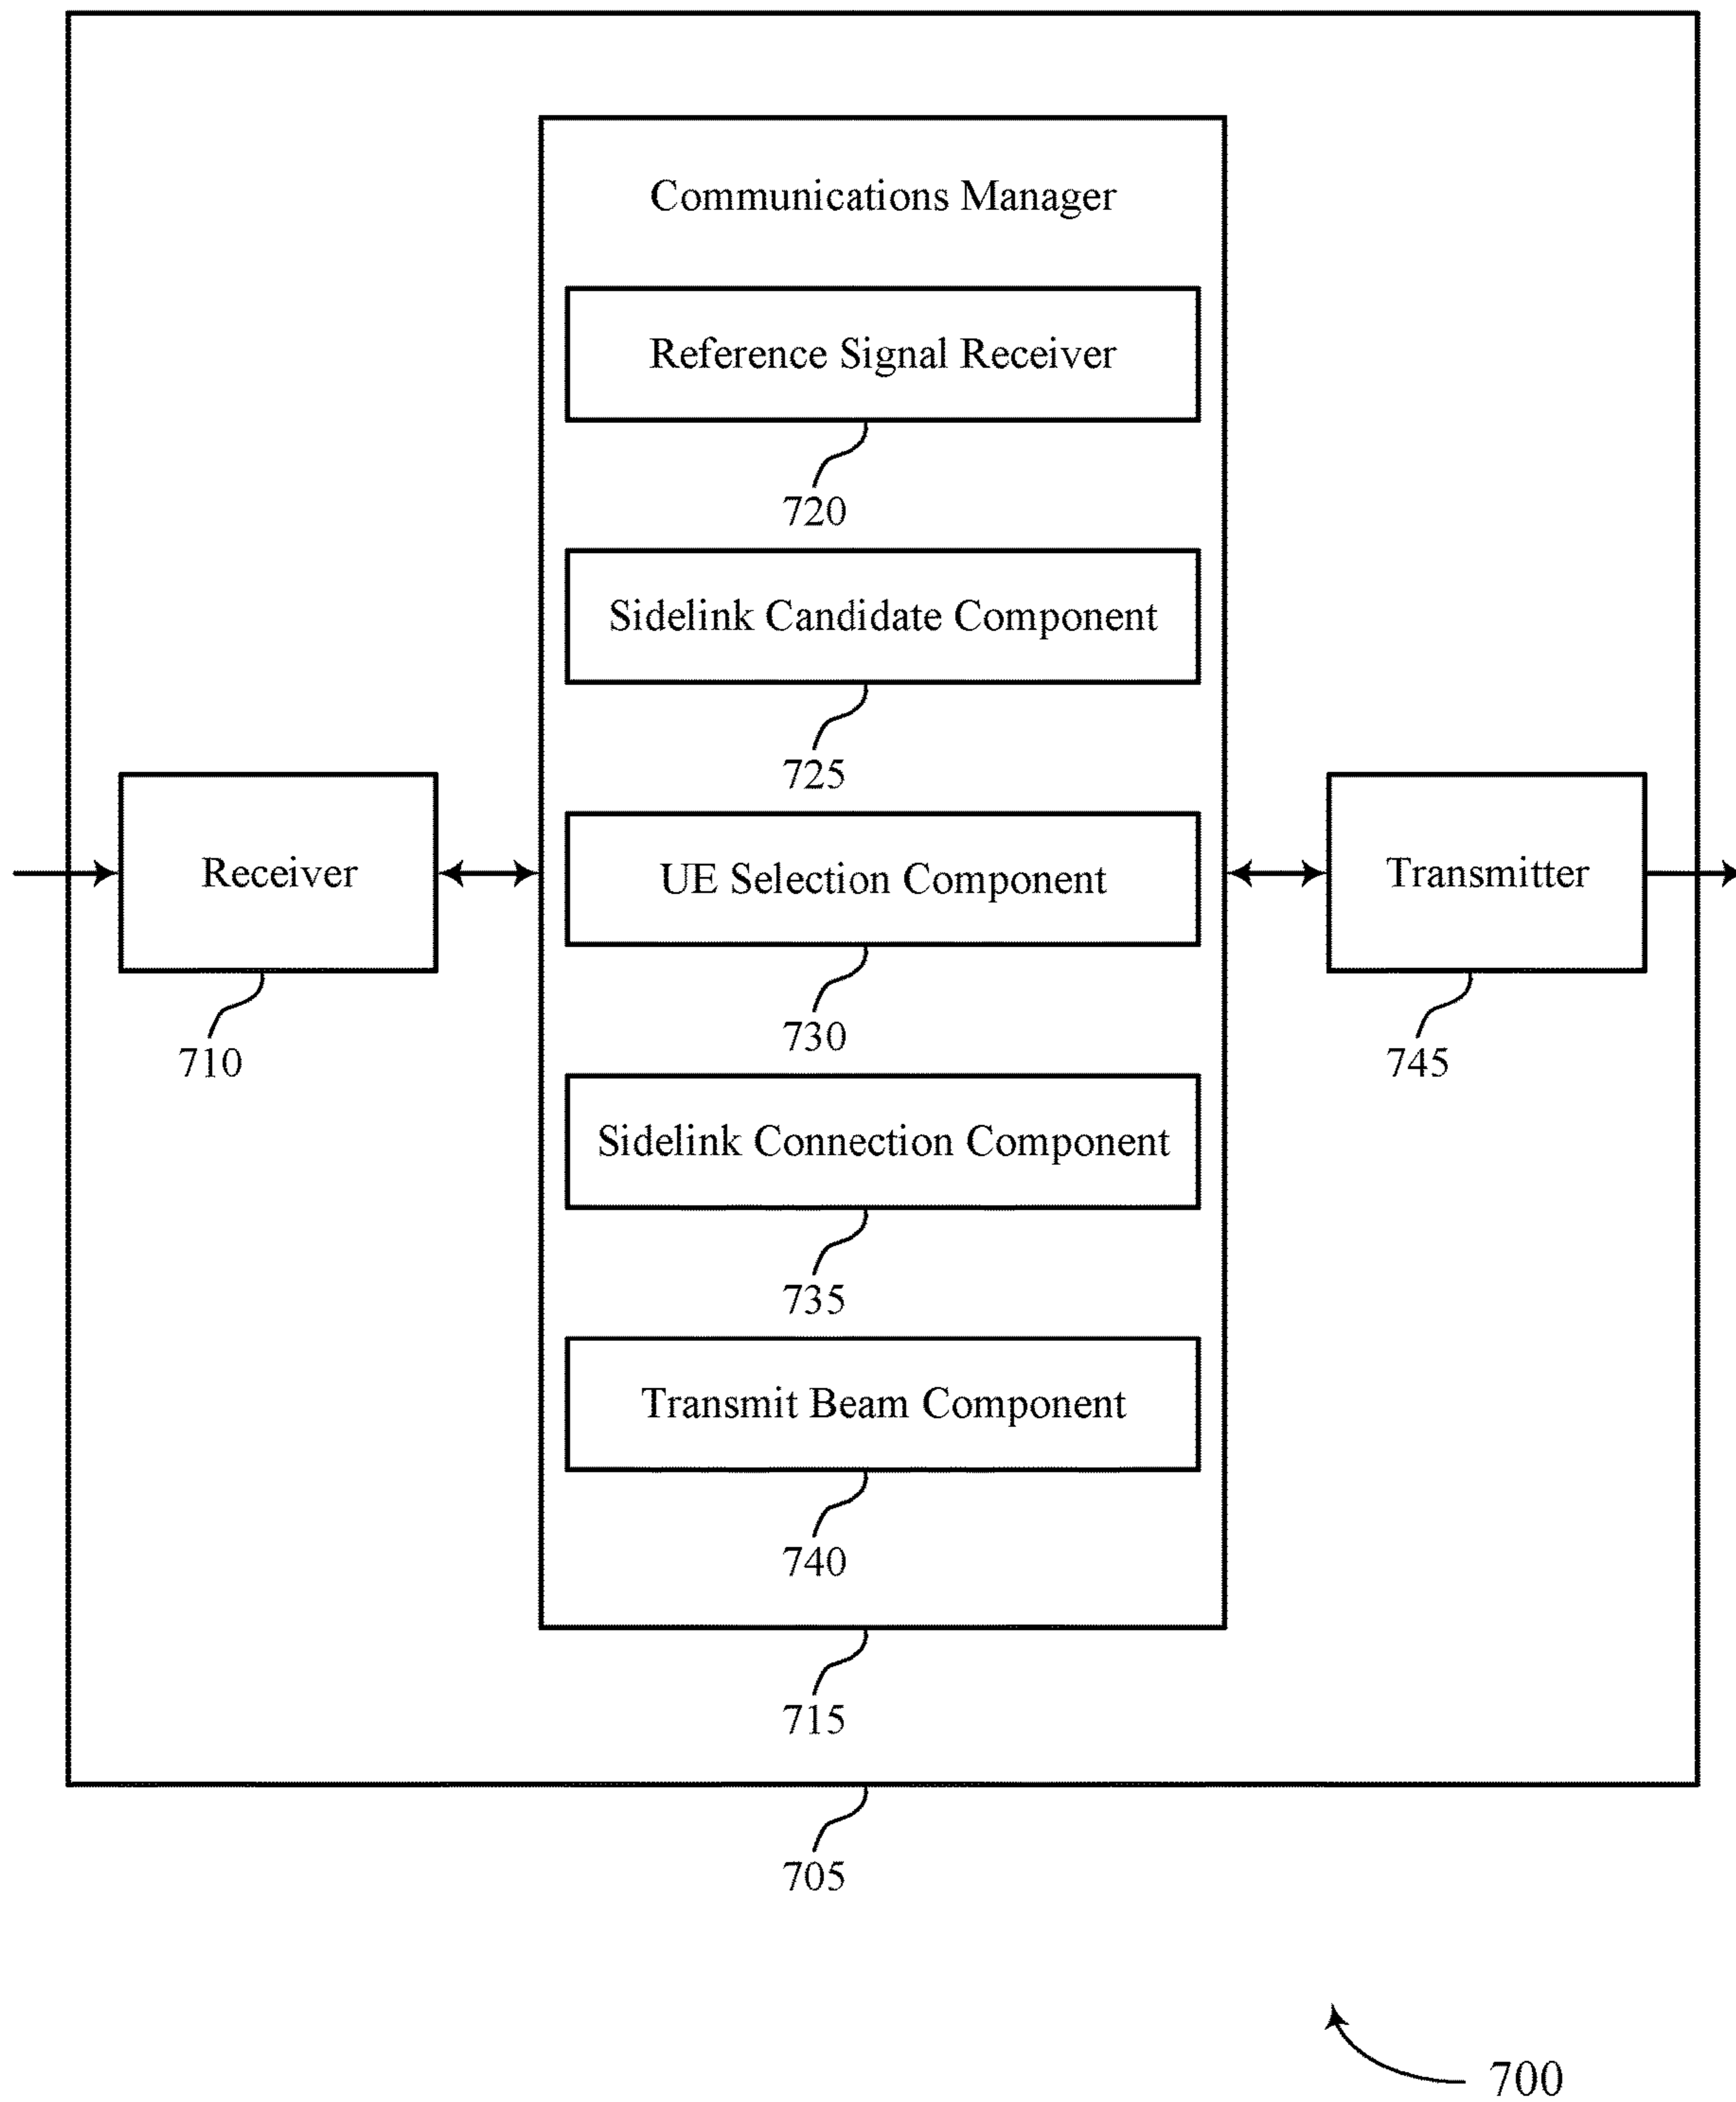 Communications Manager
Reference Signal Receiver
720
Sidelink Candidate Component
725
Receiver
710
UE Selection Component
730
Transmitter
745
Sidelink Connection Component
735
Transmit Beam Component
740
715
705
700